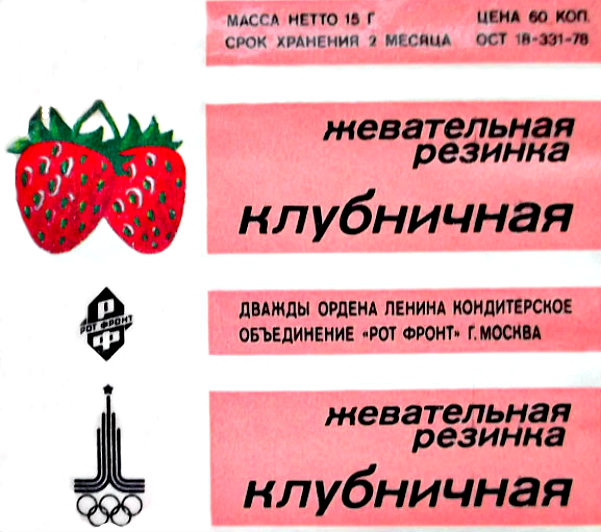 МАССА НЕТТО 15 Г ЦЕНА 60 КОП.
СРОК ХРАНЕНИЯ 2 МЕСЯЦА ОСТ 18-331-78
жевательная
резинка
клубничная
Р
РОТ ФРОНТ
Ф
ДВАЖДЫ ОРДЕНА ЛЕНИНА КОНДИТЕРСКОЕ
ОБЪЕДИНЕНИЕ «РОТ ФРОНТ» Г. МОСКВА
жевательная
резинка
клубничная